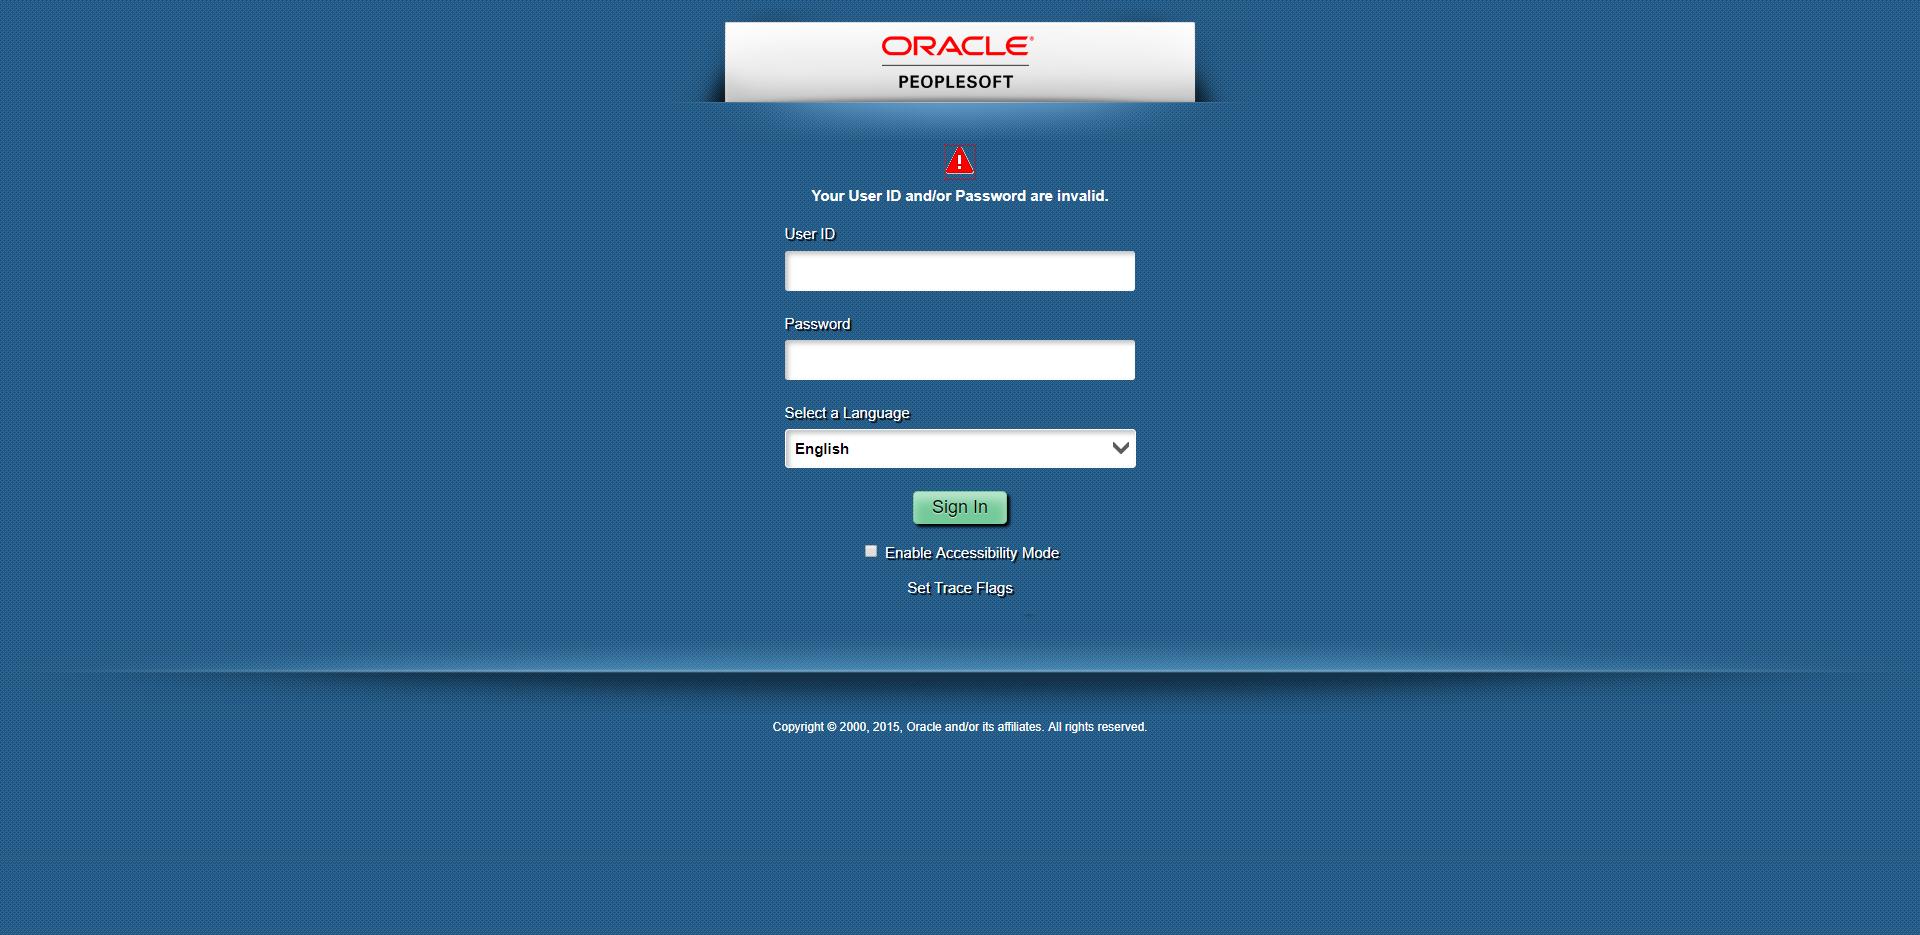 ORACLE®
PEOPLESOFT
Your User ID and/or Password are invalid.
User ID
Password
Select a Language
English
Sign In
Enable Accessibility Mode
Set Trace Flags
Copyright © 2000, 2015, Oracle and/or its affiliates. All rights reserved.